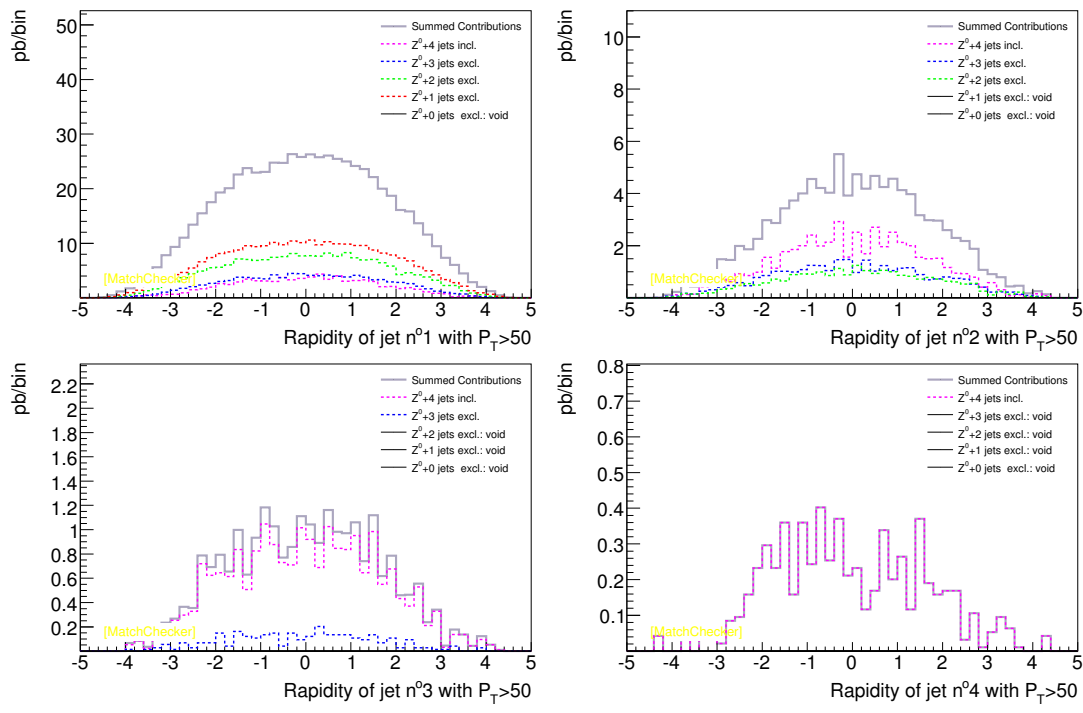 pb/bin
50
40
30
20
10
Summed Contributions
Z⁰+4 jets incl.
Z⁰+3 jets excl.
Z⁰+2 jets excl.
Z⁰+1 jets excl.
Z⁰+0 jets excl.: void
[MatchChecker]
-5 -4 -3 -2 -1 0 1 2 3 4 5
Rapidity of jet n⁰1 with P_T>50
pb/bin
10
8
6
4
2
Summed Contributions
Z⁰+4 jets incl.
Z⁰+3 jets excl.
Z⁰+2 jets excl.
Z⁰+1 jets excl.: void
Z⁰+0 jets excl.: void
[MatchChecker]
-5 -4 -3 -2 -1 0 1 2 3 4 5
Rapidity of jet n⁰2 with P_T>50
pb/bin
2.2
2
1.8
1.6
1.4
1.2
1
0.8
0.6
0.4
0.2
Summed Contributions
Z⁰+4 jets incl.
Z⁰+3 jets excl.
Z⁰+2 jets excl.: void
Z⁰+1 jets excl.: void
Z⁰+0 jets excl.: void
[MatchChecker]
-5 -4 -3 -2 -1 0 1 2 3 4 5
Rapidity of jet n⁰3 with P_T>50
pb/bin
0.8
0.7
0.6
0.5
0.4
0.3
0.2
0.1
Summed Contributions
Z⁰+4 jets incl.
Z⁰+3 jets excl.: void
Z⁰+2 jets excl.: void
Z⁰+1 jets excl.: void
Z⁰+0 jets excl.: void
[MatchChecker]
-5 -4 -3 -2 -1 0 1 2 3 4 5
Rapidity of jet n⁰4 with P_T>50